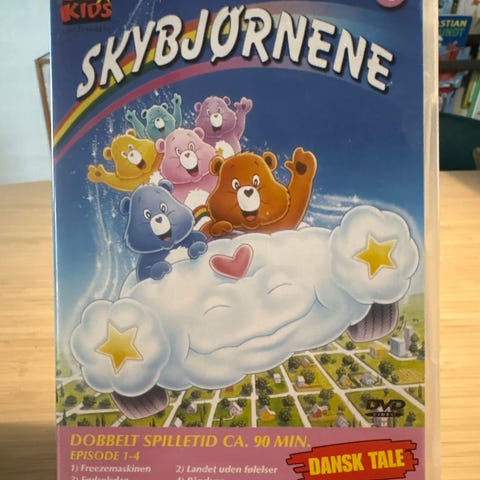 KIDS
SKYBJØRNENE
DVD
VIDEO
DOBBELT SPILLETID CA. 90 MIN.
EPISODE 1-4
1) Freezemaskinen
2) Landet uden følelser
DANSK TALE